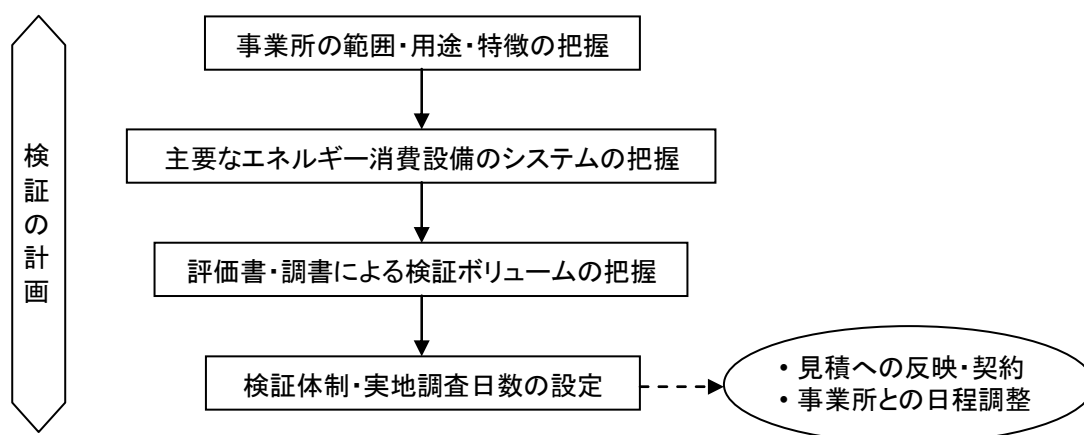 検証の計画
事業所の範囲・用途・特徴の把握
主要なエネルギー消費設備のシステムの把握
評価書・調書による検証ボリュームの把握
検証体制・実地調査日数の設定
・見積への反映・契約
・事業所との日程調整